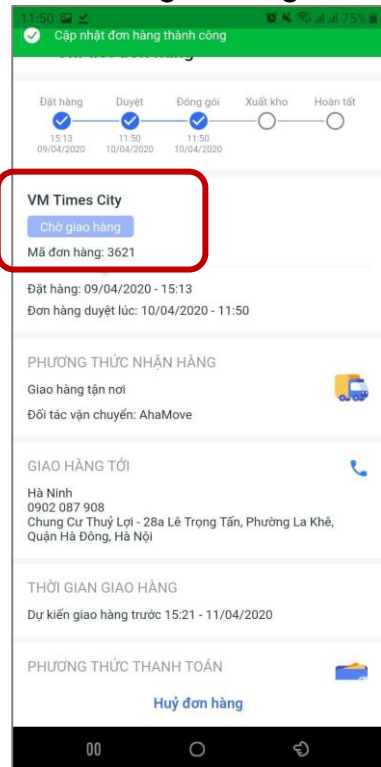 11:50
75%
Cập nhật đơn hàng thành công
Đặt hàng Duyệt Đóng gói Xuất kho Hoàn tất
15:13 11:50 11:50
09/04/2020 10/04/2020 10/04/2020
VM Times City
Chờ giao hàng
Mã đơn hàng: 3621
Đặt hàng: 09/04/2020 - 15:13
Đơn hàng duyệt lúc: 10/04/2020 - 11:50
PHƯƠNG THỨC NHẬN HÀNG
Giao hàng tận nơi
Đối tác vận chuyển: AhaMove
GIAO HÀNG TỚI
Hà Ninh
0902 087 908
Chung Cư Thuỷ Lợi - 28a Lê Trọng Tấn, Phường La Khê,
Quận Hà Đông, Hà Nội
THỜI GIAN GIAO HÀNG
Dự kiến giao hàng trước 15:21 - 11/04/2020
PHƯƠNG THỨC THANH TOÁN
Huỷ đơn hàng